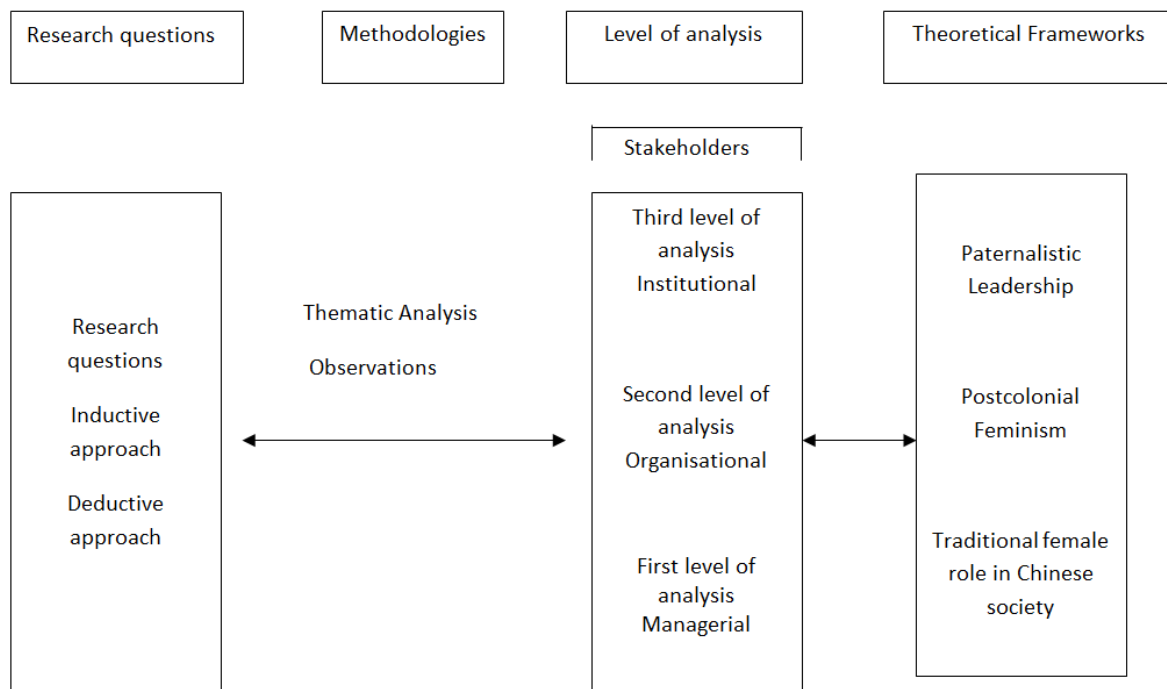 Research questions
Methodologies
Level of analysis
Theoretical Frameworks
Research
questions
Inductive
approach
Deductive
approach
Thematic Analysis
Observations
Stakeholders
Third level of
analysis
Institutional
Second level of
analysis
Organisational
First level of
analysis
Managerial
Paternalistic
Leadership
Postcolonial
Feminism
Traditional female
role in Chinese
society